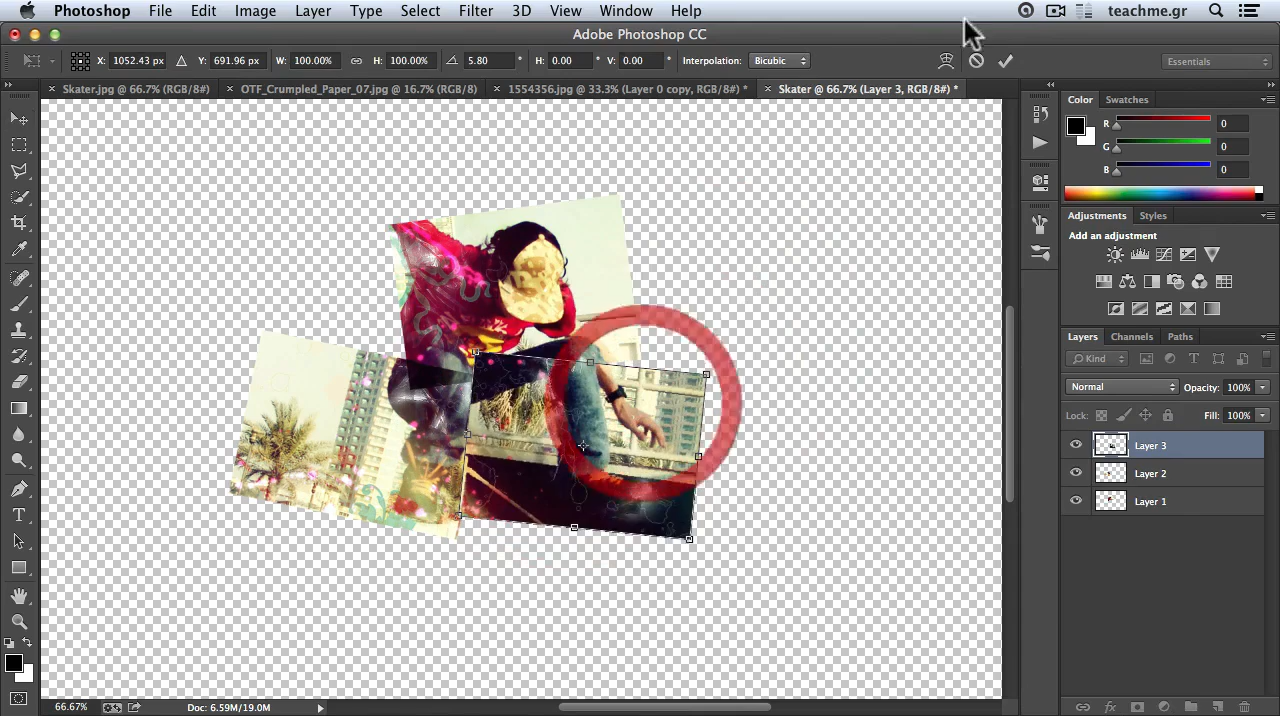 Photoshop File Edit Image Layer Type Select Filter 3D View Window Help teachme.gr
Adobe Photoshop CC
X: 1052.43 px Y: 691.96 px W: 100.00% H: 100.00% 5.80 ° H: 0.00 ° V: 0.00 ° Interpolation: Bicubic Essentials
Skater.jpg @ 66.7% (RGB/8#) OTF_Crumpled_Paper_07.jpg @ 16.7% (RGB/8) 1554356.jpg @ 33.3% (Layer 0 copy, RGB/8#) * Skater @ 66.7% (Layer 3, RGB/8#) *
Color Swatches
R 0
G 0
B 0
Adjustments Styles
Add an adjustment
Layers Channels Paths
Kind
Normal Opacity: 100%
Lock: Fill: 100%
Layer 3
Layer 2
Layer 1
66.67% Doc: 6.59M/19.0M